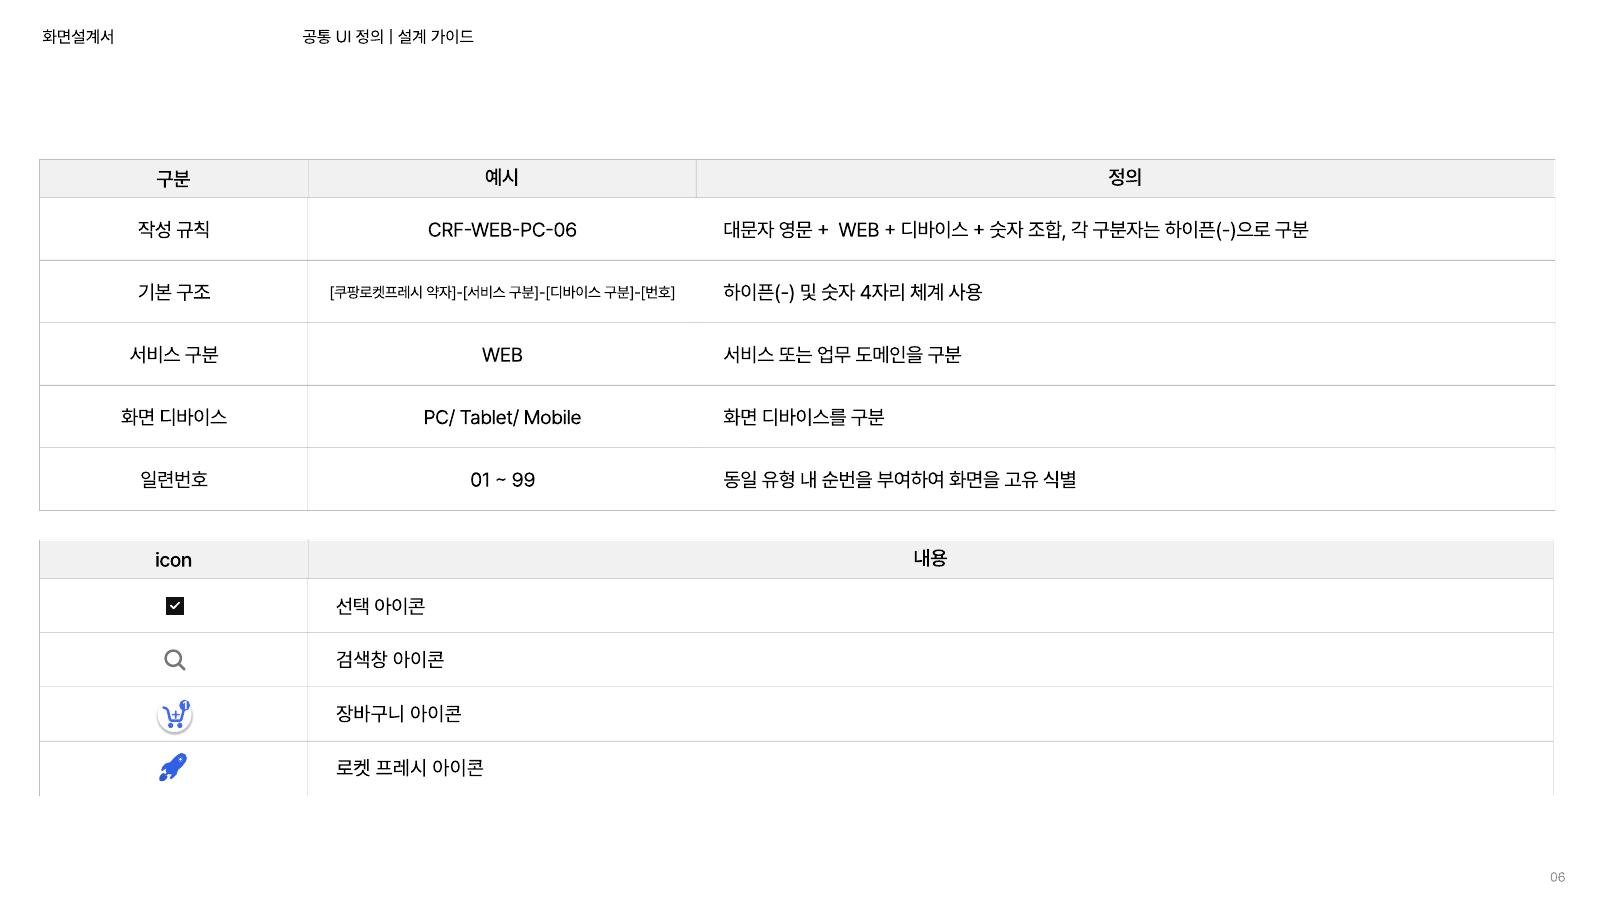 화면설계서 공통 UI 정의 | 설계 가이드
구분 예시 정의
작성 규칙 CRF-WEB-PC-06 대문자 영문 + WEB + 디바이스 + 숫자 조합, 각 구분자는 하이픈(-)으로 구분
기본 구조 [쿠팡로켓프레시 약자]-[서비스 구분]-[디바이스 구분]-[번호] 하이픈(-) 및 숫자 4자리 체계 사용
서비스 구분 WEB 서비스 또는 업무 도메인을 구분
화면 디바이스 PC/ Tablet/ Mobile 화면 디바이스를 구분
일련번호 01 ~ 99 동일 유형 내 순번을 부여하여 화면을 고유 식별
icon 내용
선택 아이콘
검색창 아이콘
1 장바구니 아이콘
로켓 프레시 아이콘
06